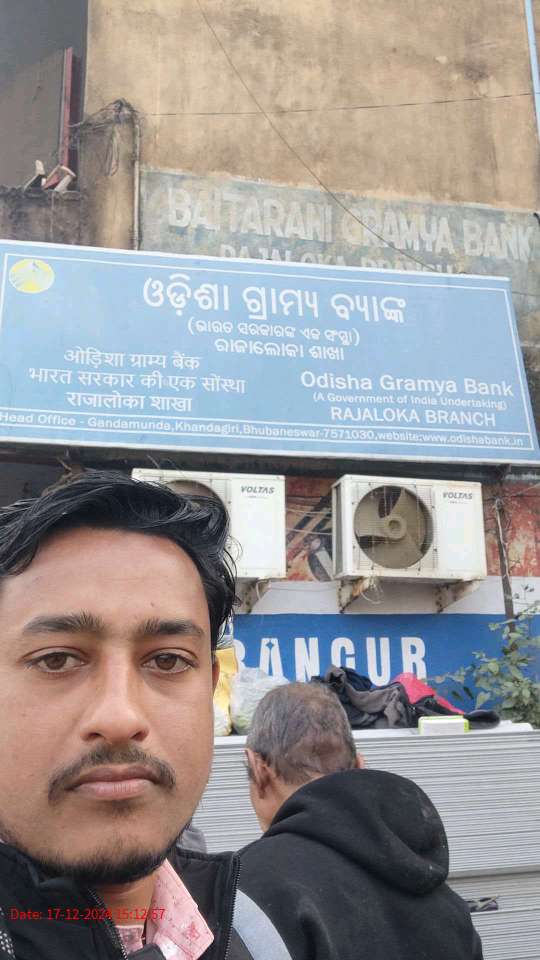 BAITARANI GRAMYA BANK
RAJALOKA BRANCH
ଓଡ଼ିଶା ଗ୍ରାମ୍ୟ ବ୍ୟାଙ୍କ
(ଭାରତ ସରକାରଙ୍କ ଏକ ସଂସ୍ଥା)
ରାଜାଲୋକା ଶାଖା
ओड़िशा ग्राम्य बैंक
भारत सरकार की एक सोंस्था
राजालोका शाखा
Odisha Gramya Bank
(A Government of India Undertaking)
RAJALOKA BRANCH
Head Office - Gandamunda,Khandagiri,Bhubaneswar-7571030,website:www.odishabank.in
VOLTAS
VOLTAS
BANGUR
Date: 17-12-2024 15:12:57